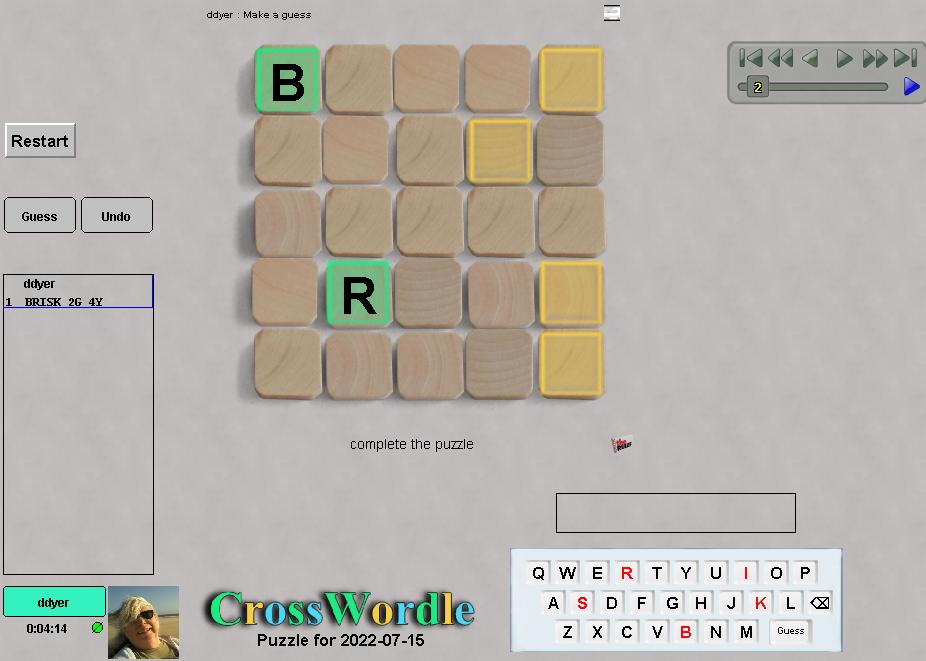 ddyer : Make a guess
B
2
Restart
Guess Undo
R
ddyer
1 BRISK 2G 4Y
complete the puzzle
the
Q W E R T Y U I O P
A S D F G H J K L ⌫
Z X C V B N M Guess
ddyer
0:04:14
CrossWordle
Puzzle for 2022-07-15